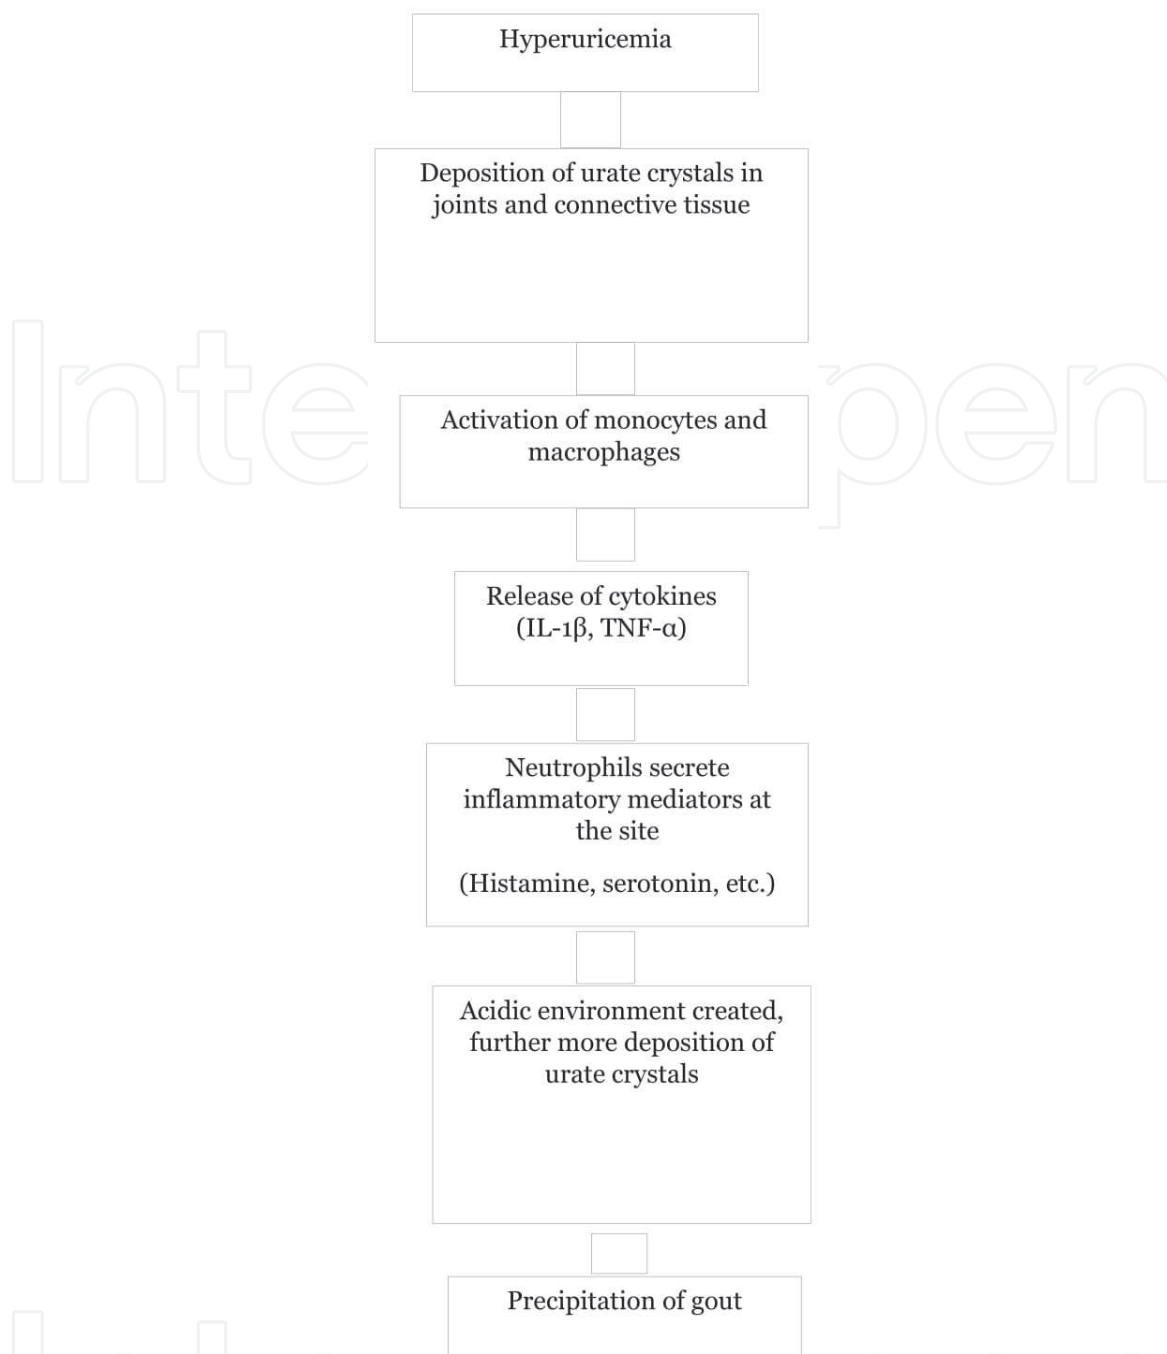 Hyperuricemia
Deposition of urate crystals in
joints and connective tissue
Activation of monocytes and
macrophages
Release of cytokines
(IL-1β, TNF-α)
Neutrophils secrete
inflammatory mediators at
the site
(Histamine, serotonin, etc.)
Acidic environment created,
further more deposition of
urate crystals
Precipitation of gout